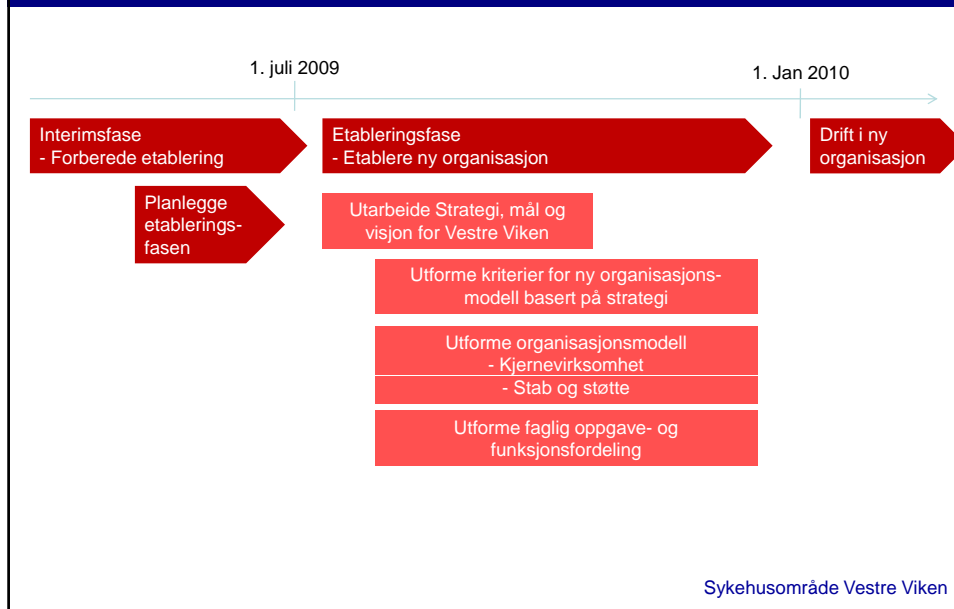 1. juli 2009
1. Jan 2010
Interimsfase
- Forberede etablering
Etableringsfase
- Etablere ny organisasjon
Drift i ny
organisasjon
Planlegge
etablerings-
fasen
Utarbeide Strategi, mål og
visjon for Vestre Viken
Utforme kriterier for ny organisasjons-
modell basert på strategi
Utforme organisasjonsmodell
- Kjernevirksomhet
- Stab og støtte
Utforme faglig oppgave- og
funksjonsfordeling
Sykehusområde Vestre Viken